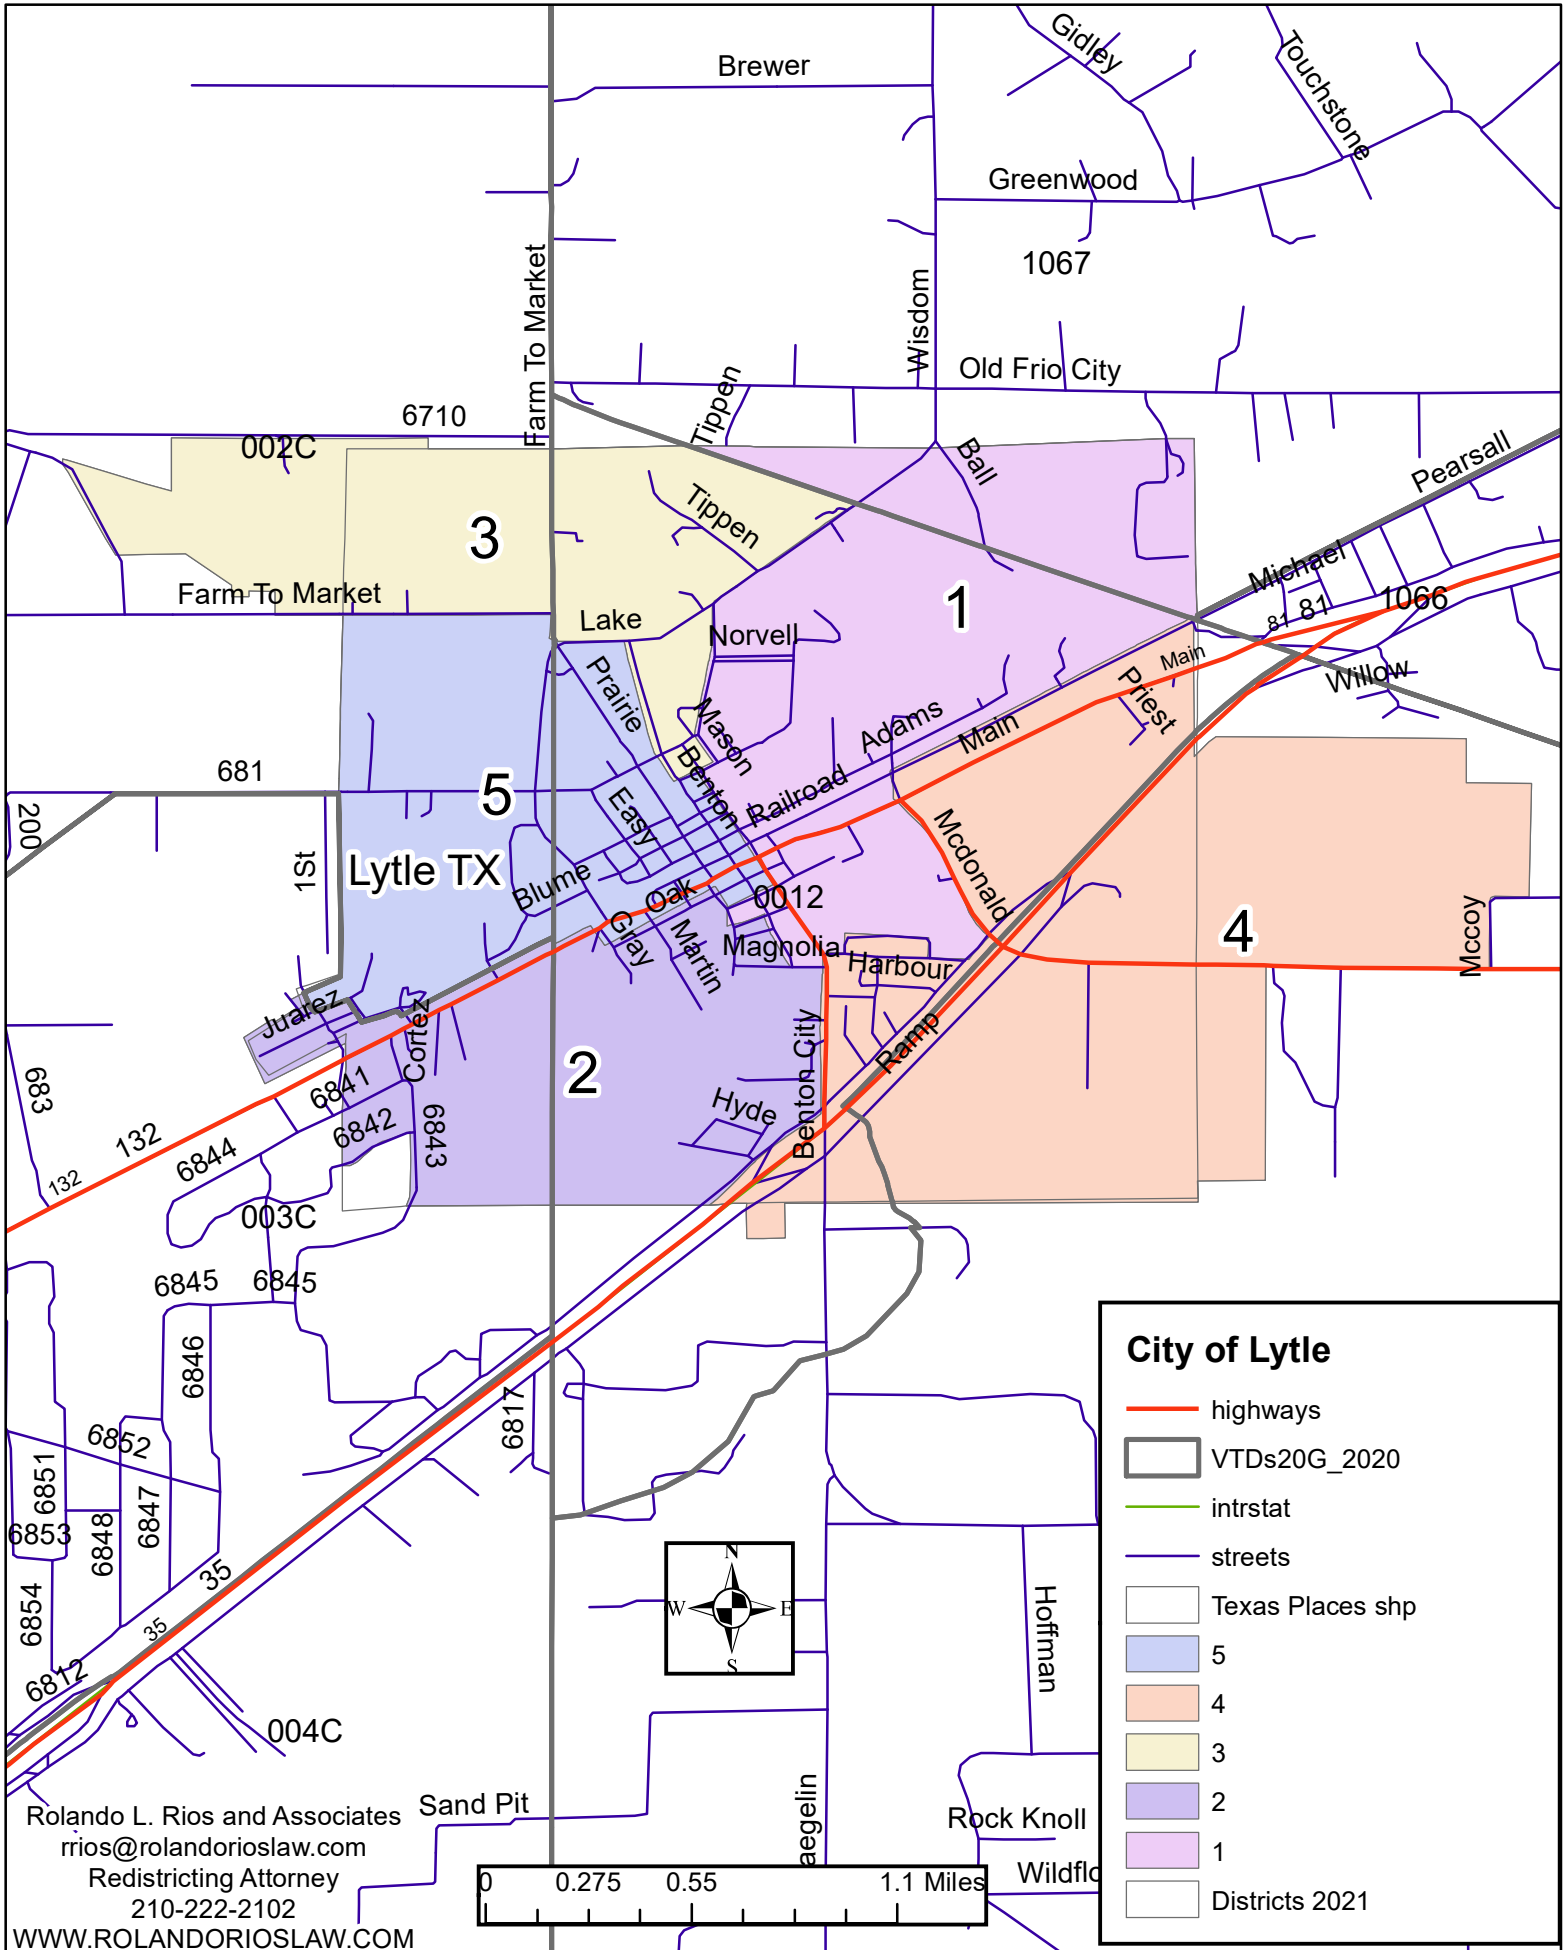 Brewer
Gidley
Touchstone
Greenwood
1067
Farm To Market
Wisdom
Old Frio City
Tippen
6710
002C
Ball
Pearsall
3
Tippen
Michael
Farm To Market
1
81
81
1066
Lake
Norvell
Main
Willow
Prairie
Priest
Mason
Adams
Main
681
Benton
5
Railroad
200
Easy
Mcdonald
1St
Lytle TX
Blume
Oak
0012
Gray
Martin
Magnolia
4
Mccoy
Harbour
Juarez
Cortez
Ramp
2
Benton City
683
6841
Hyde
132
6842
6843
6844
132
003C
6845
6845
6846
6817
6852
6851
6847
6853
6848
35
6854
35
6812
004C
N
W
E
S
Hoffman
Sand Pit
aegelin
Rock Knoll
Wildflo
City of Lytle
highways
VTDs20G_2020
intrstat
streets
Texas Places shp
5
4
3
2
1
Districts 2021
Rolando L. Rios and Associates
rrios@rolandorioslaw.com
Redistricting Attorney
210-222-2102
WWW.ROLANDORIOSLAW.COM
0 0.275 0.55 1.1 Miles